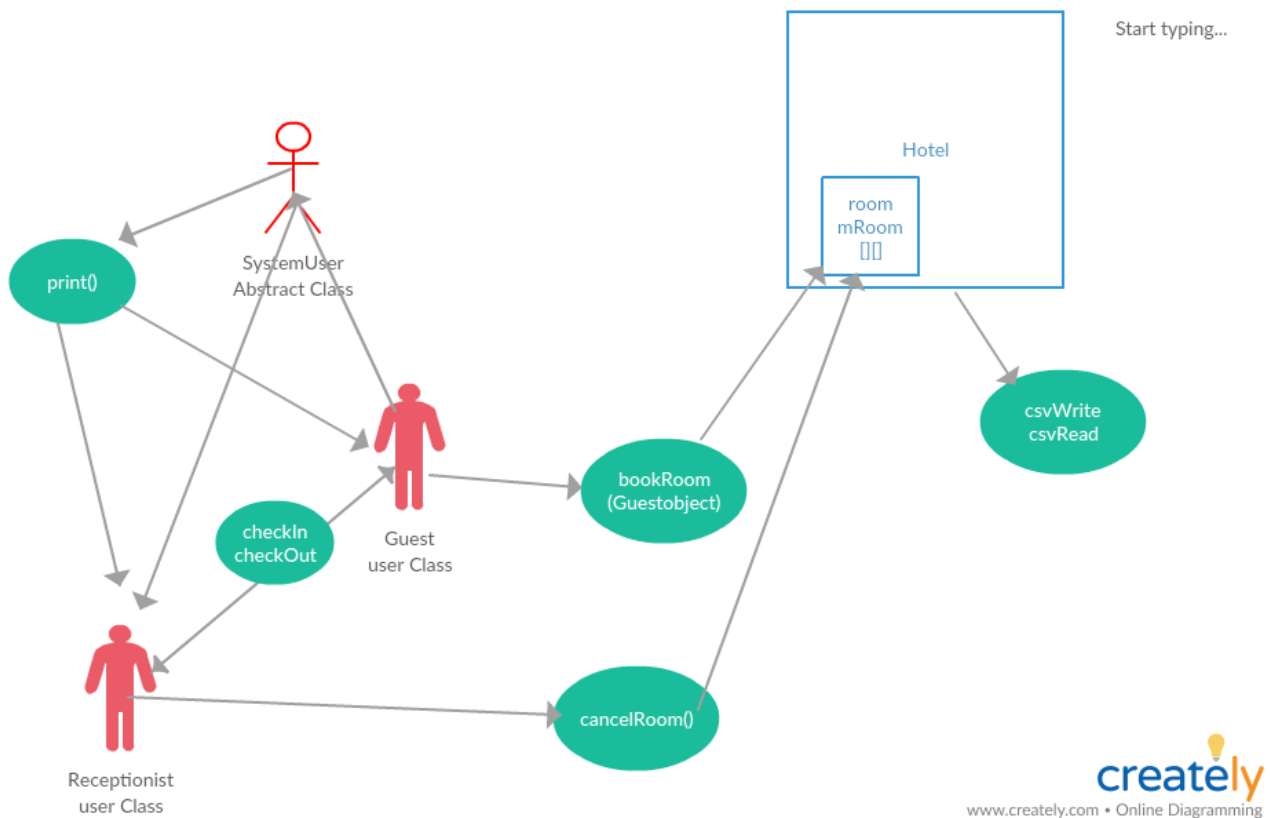 Start typing...
Hotel
room
mRoom
[][]
SystemUser
Abstract Class
print()
csvWrite
csvRead
bookRoom
(Guestobject)
checkIn
checkOut
Guest
user Class
cancelRoom()
Receptionist
user Class
creately
www.creately.com • Online Diagramming